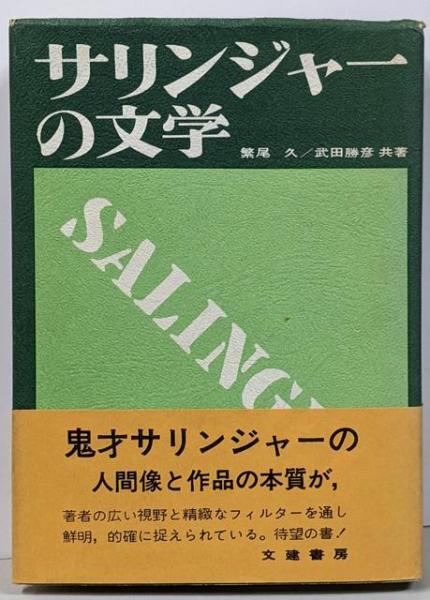 サリンジャー
の文学
繁尾 久／武田勝彦 共著
SALING
鬼才サリンジャーの
人間像と作品の本質が,
著者の広い視野と精緻なフィルターを通し
鮮明, 的確に捉えられている。待望の書!
文建書房